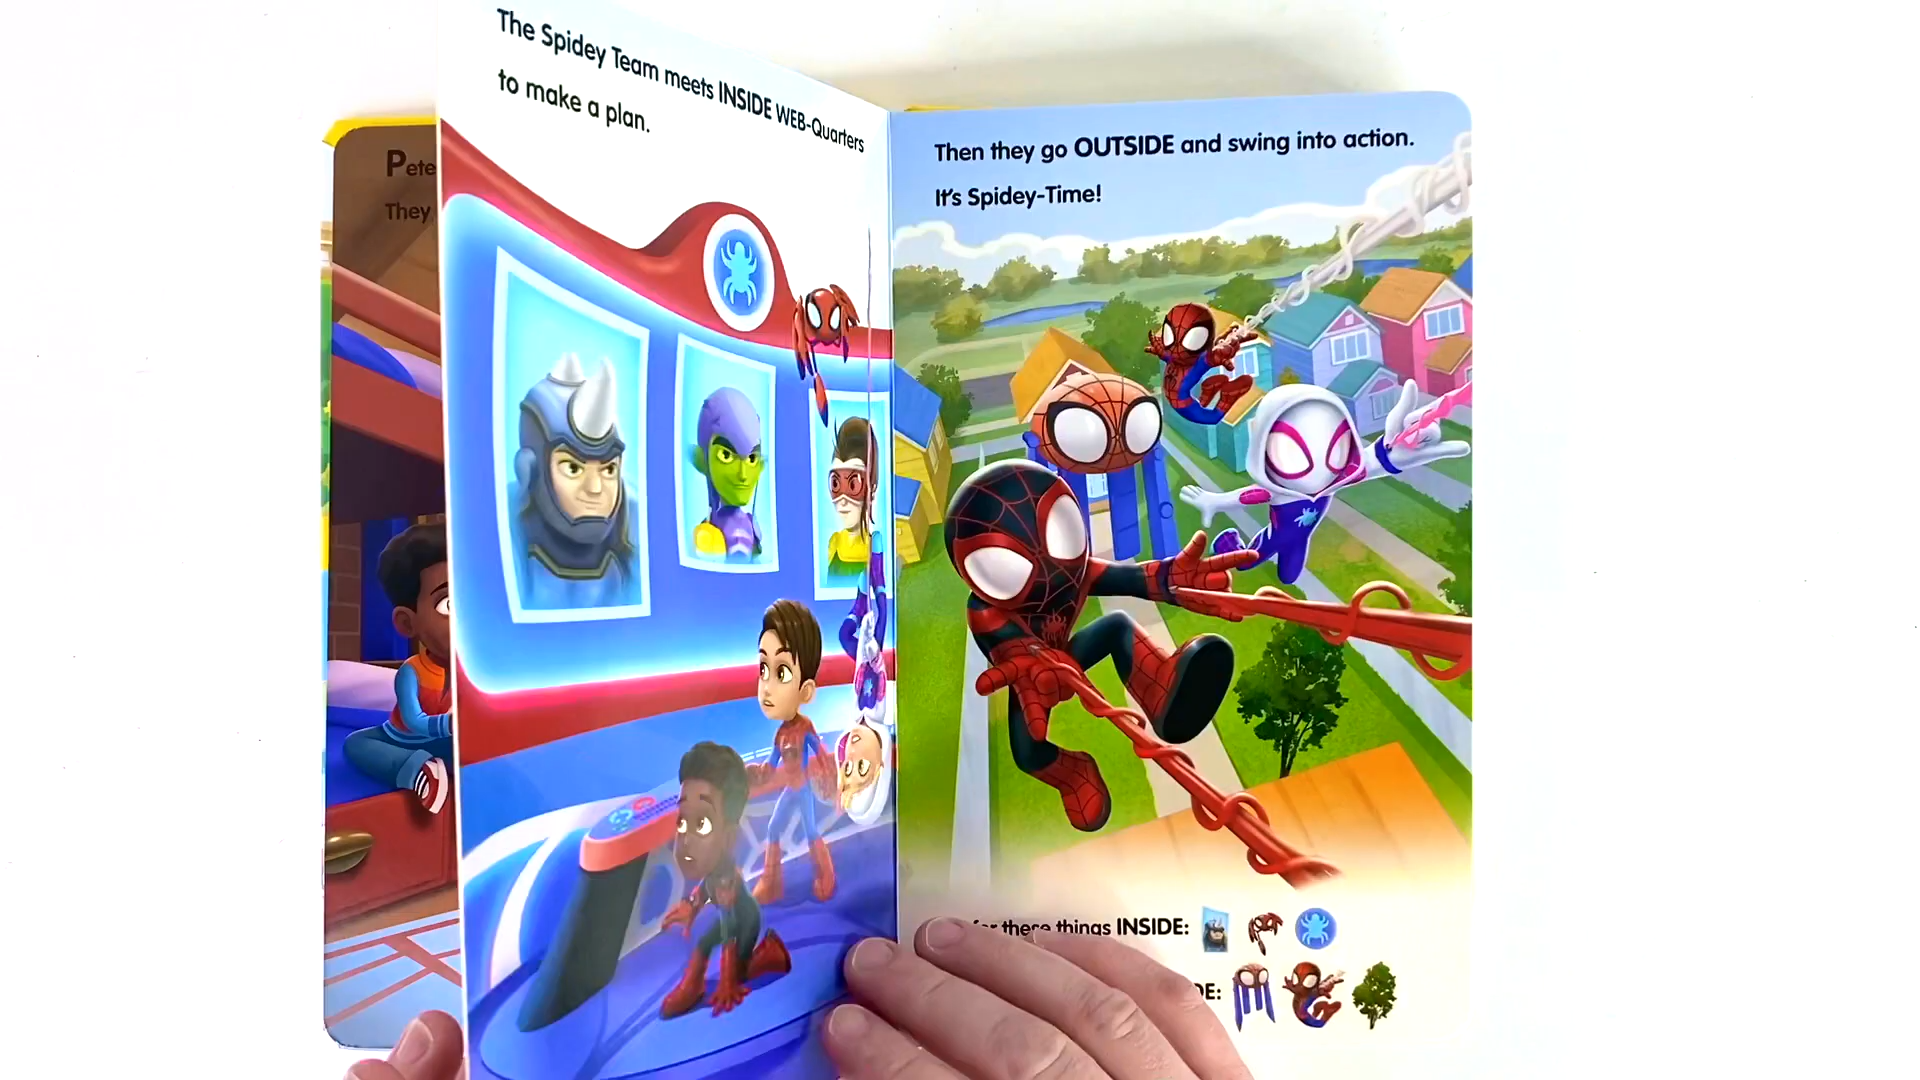 Pete
They
The Spidey Team meets INSIDE WEB-Quarters
to make a plan.
Then they go OUTSIDE and swing into action.
It's Spidey-Time!
these things INSIDE: